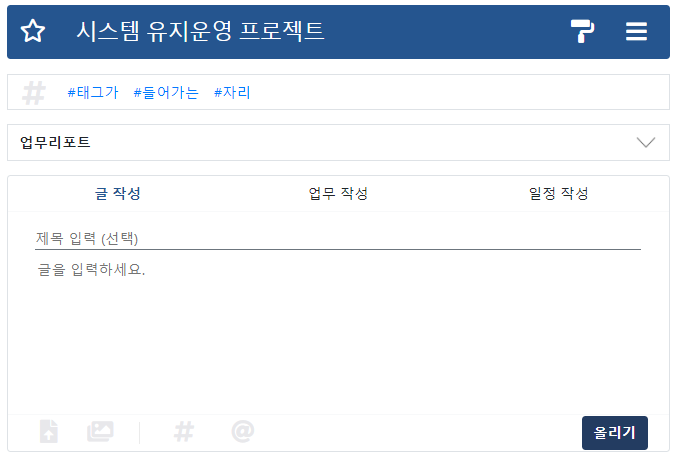 시스템 유지운영 프로젝트
#태그가 #들어가는 #자리
업무리포트
글 작성 업무 작성 일정 작성
제목 입력 (선택)
글을 입력하세요.
올리기